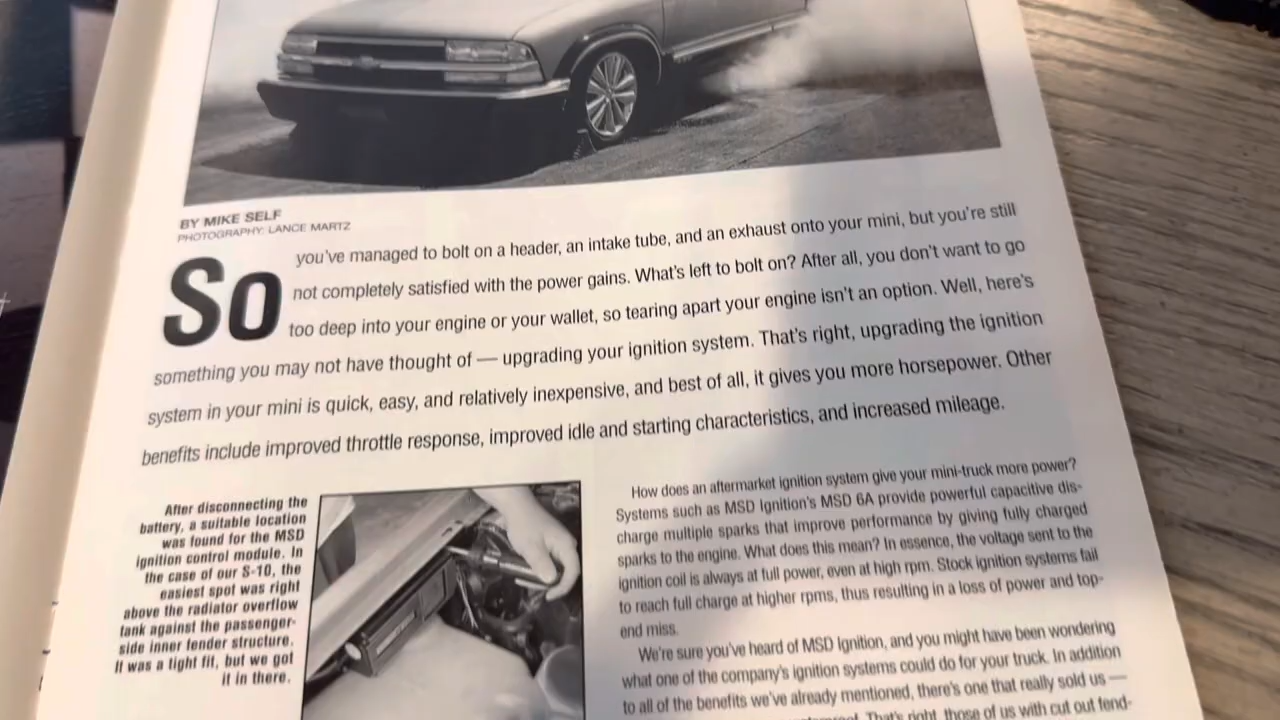 BY MIKE SELF
PHOTOGRAPHY: LANCE MARTZ
So you've managed to bolt on a header, an intake tube, and an exhaust onto your mini, but you're still
not completely satisfied with the power gains. What's left to bolt on? After all, you don't want to go
too deep into your engine or your wallet, so tearing apart your engine isn't an option. Well, here's
something you may not have thought of — upgrading your ignition system. That's right, upgrading the ignition
system in your mini is quick, easy, and relatively inexpensive, and best of all, it gives you more horsepower. Other
benefits include improved throttle response, improved idle and starting characteristics, and increased mileage.
After disconnecting the
battery, a suitable location
was found for the MSD
ignition control module. In
the case of our S-10, the
easiest spot was right
above the radiator overflow
tank against the passenger-
side inner fender structure.
It was a tight fit, but we got
it in there.
How does an aftermarket ignition system give your mini-truck more power?
Systems such as MSD Ignition's MSD 6A provide powerful capacitive dis-
charge multiple sparks that improve performance by giving fully charged
sparks to the engine. What does this mean? In essence, the voltage sent to the
ignition coil is always at full power, even at high rpm. Stock ignition systems fail
to reach full charge at higher rpms, thus resulting in a loss of power and top-
end miss.
We're sure you've heard of MSD Ignition, and you might have been wondering
what one of the company's ignition systems could do for your truck. In addition
to all of the benefits we've already mentioned, there's one that really sold us —
That's right, those of us with cut out fend-